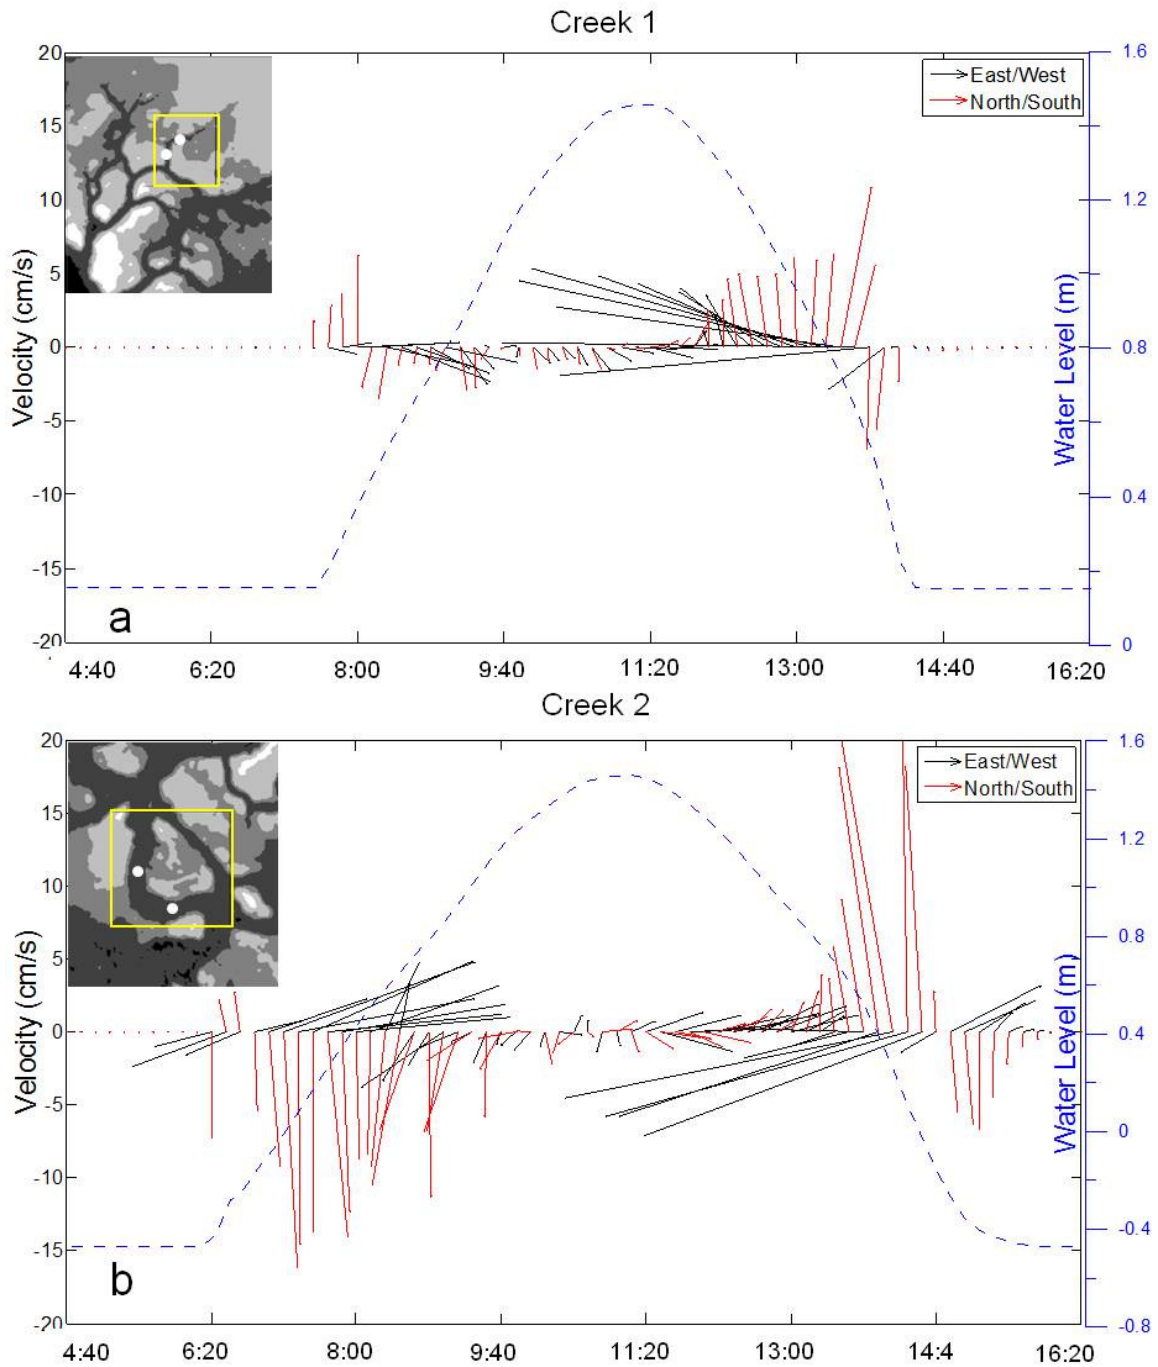 Creek 1
20
15
10
5
0
-5
-10
-15
-20
Velocity (cm/s)
East/West
North/South
1.6
1.2
0.8
0.4
0
Water Level (m)
a
4:40 6:20 8:00 9:40 11:20 13:00 14:40 16:20
Creek 2
20
15
10
5
0
-5
-10
-15
-20
Velocity (cm/s)
East/West
North/South
1.6
1.2
0.8
0.4
0
-0.4
-0.8
Water Level (m)
b
4:40 6:20 8:00 9:40 11:20 13:00 14:4 16:20